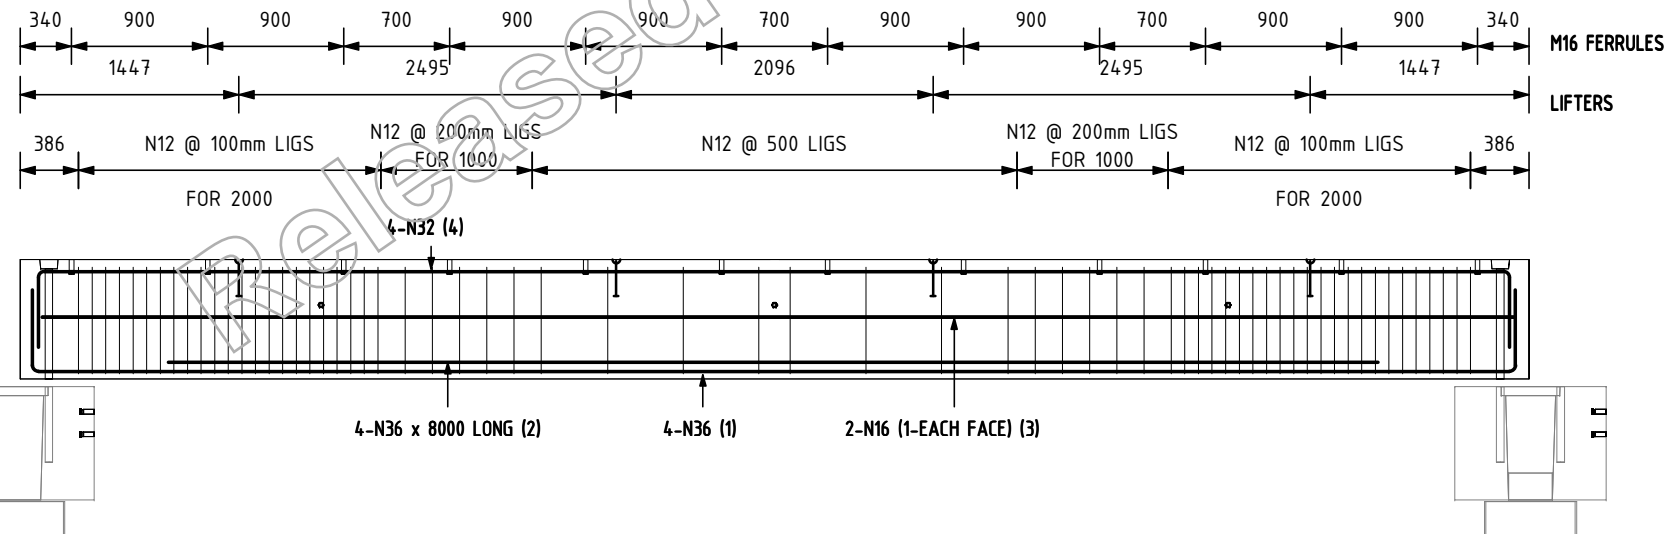 340 900 900 700 900 900 700 900 900 700 900 900 340
M16 FERRULES
1447 2495 2096 2495 1447
LIFTERS
386 N12 @ 100mm LIGS N12 @ 200mm LIGS N12 @ 500 LIGS N12 @ 200mm LIGS N12 @ 100mm LIGS 386
FOR 1000 FOR 1000
FOR 2000 FOR 2000
4-N32 (4)
Released
4-N36 x 8000 LONG (2) 4-N36 (1) 2-N16 (1-EACH FACE) (3)